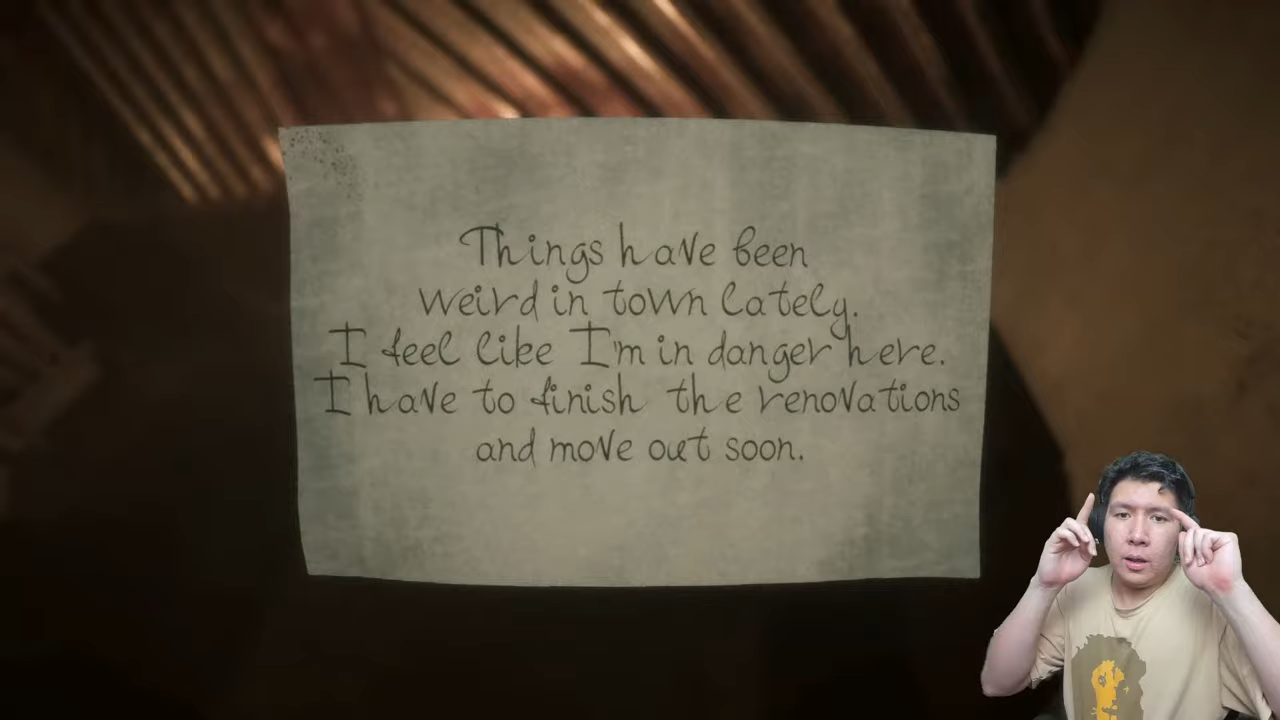 Things have been
weird in town lately.
I feel like I'm in danger here.
I have to finish the renovations
and move out soon.